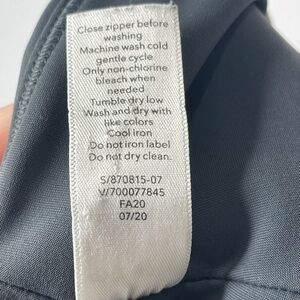 Close zipper before
washing
Machine wash cold
gentle cycle
Only non-chlorine
bleach when
needed
Tumble dry low
Wash and dry with
like colors
Cool iron
Do not iron label
Do not dry clean.
S/870815-07
V/700077845
FA20
07/20